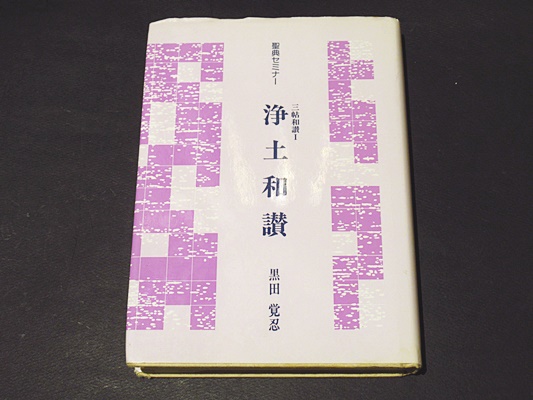 聖典セミナー
三帖和讃Ⅰ
浄土和讃
黒田覚忍